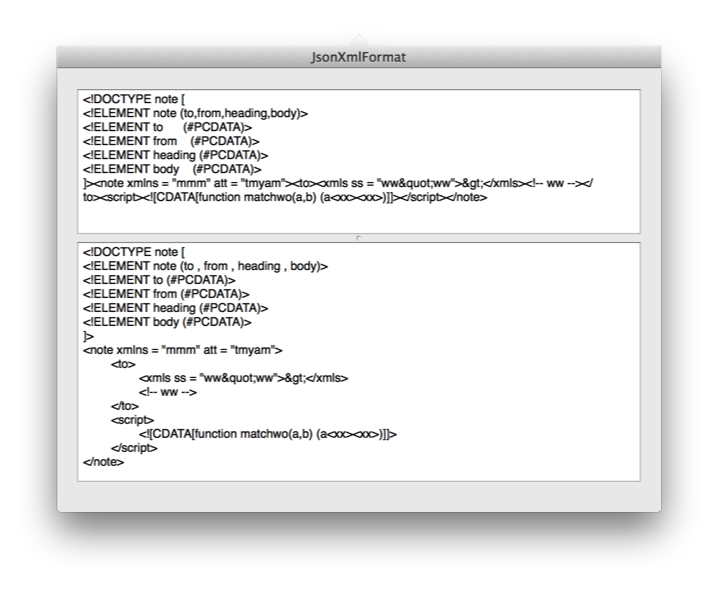 JsonXmlFormat
<!DOCTYPE note [
<!ELEMENT note (to,from,heading,body)>
<!ELEMENT to      (#PCDATA)>
<!ELEMENT from    (#PCDATA)>
<!ELEMENT heading (#PCDATA)>
<!ELEMENT body    (#PCDATA)>
]><note xmlns = "mmm" att = "tmyam"><to><xmls ss = "ww&quot;ww">&gt;</xmls><!-- ww --></
to><script><![CDATA[function matchwo(a,b) (a<xx><xx>)]]></script></note>
<!DOCTYPE note [
<!ELEMENT note (to , from , heading , body)>
<!ELEMENT to (#PCDATA)>
<!ELEMENT from (#PCDATA)>
<!ELEMENT heading (#PCDATA)>
<!ELEMENT body (#PCDATA)>
]>
<note xmlns = "mmm" att = "tmyam">
<to>
<xmls ss = "ww&quot;ww">&gt;</xmls>
<!-- ww -->
</to>
<script>
<![CDATA[function matchwo(a,b) (a<xx><xx>)]]>
</script>
</note>